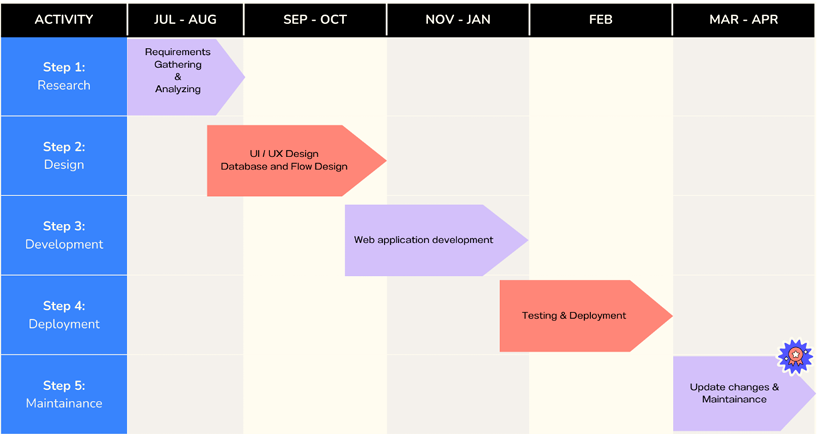 ACTIVITY
JUL - AUG
SEP - OCT
NOV - JAN
FEB
MAR - APR
Step 1:
Research
Requirements
Gathering
&
Analyzing
Step 2:
Design
UI / UX Design
Database and Flow Design
Step 3:
Development
Web application development
Step 4:
Deployment
Testing & Deployment
Step 5:
Maintainance
Update changes &
Maintainance